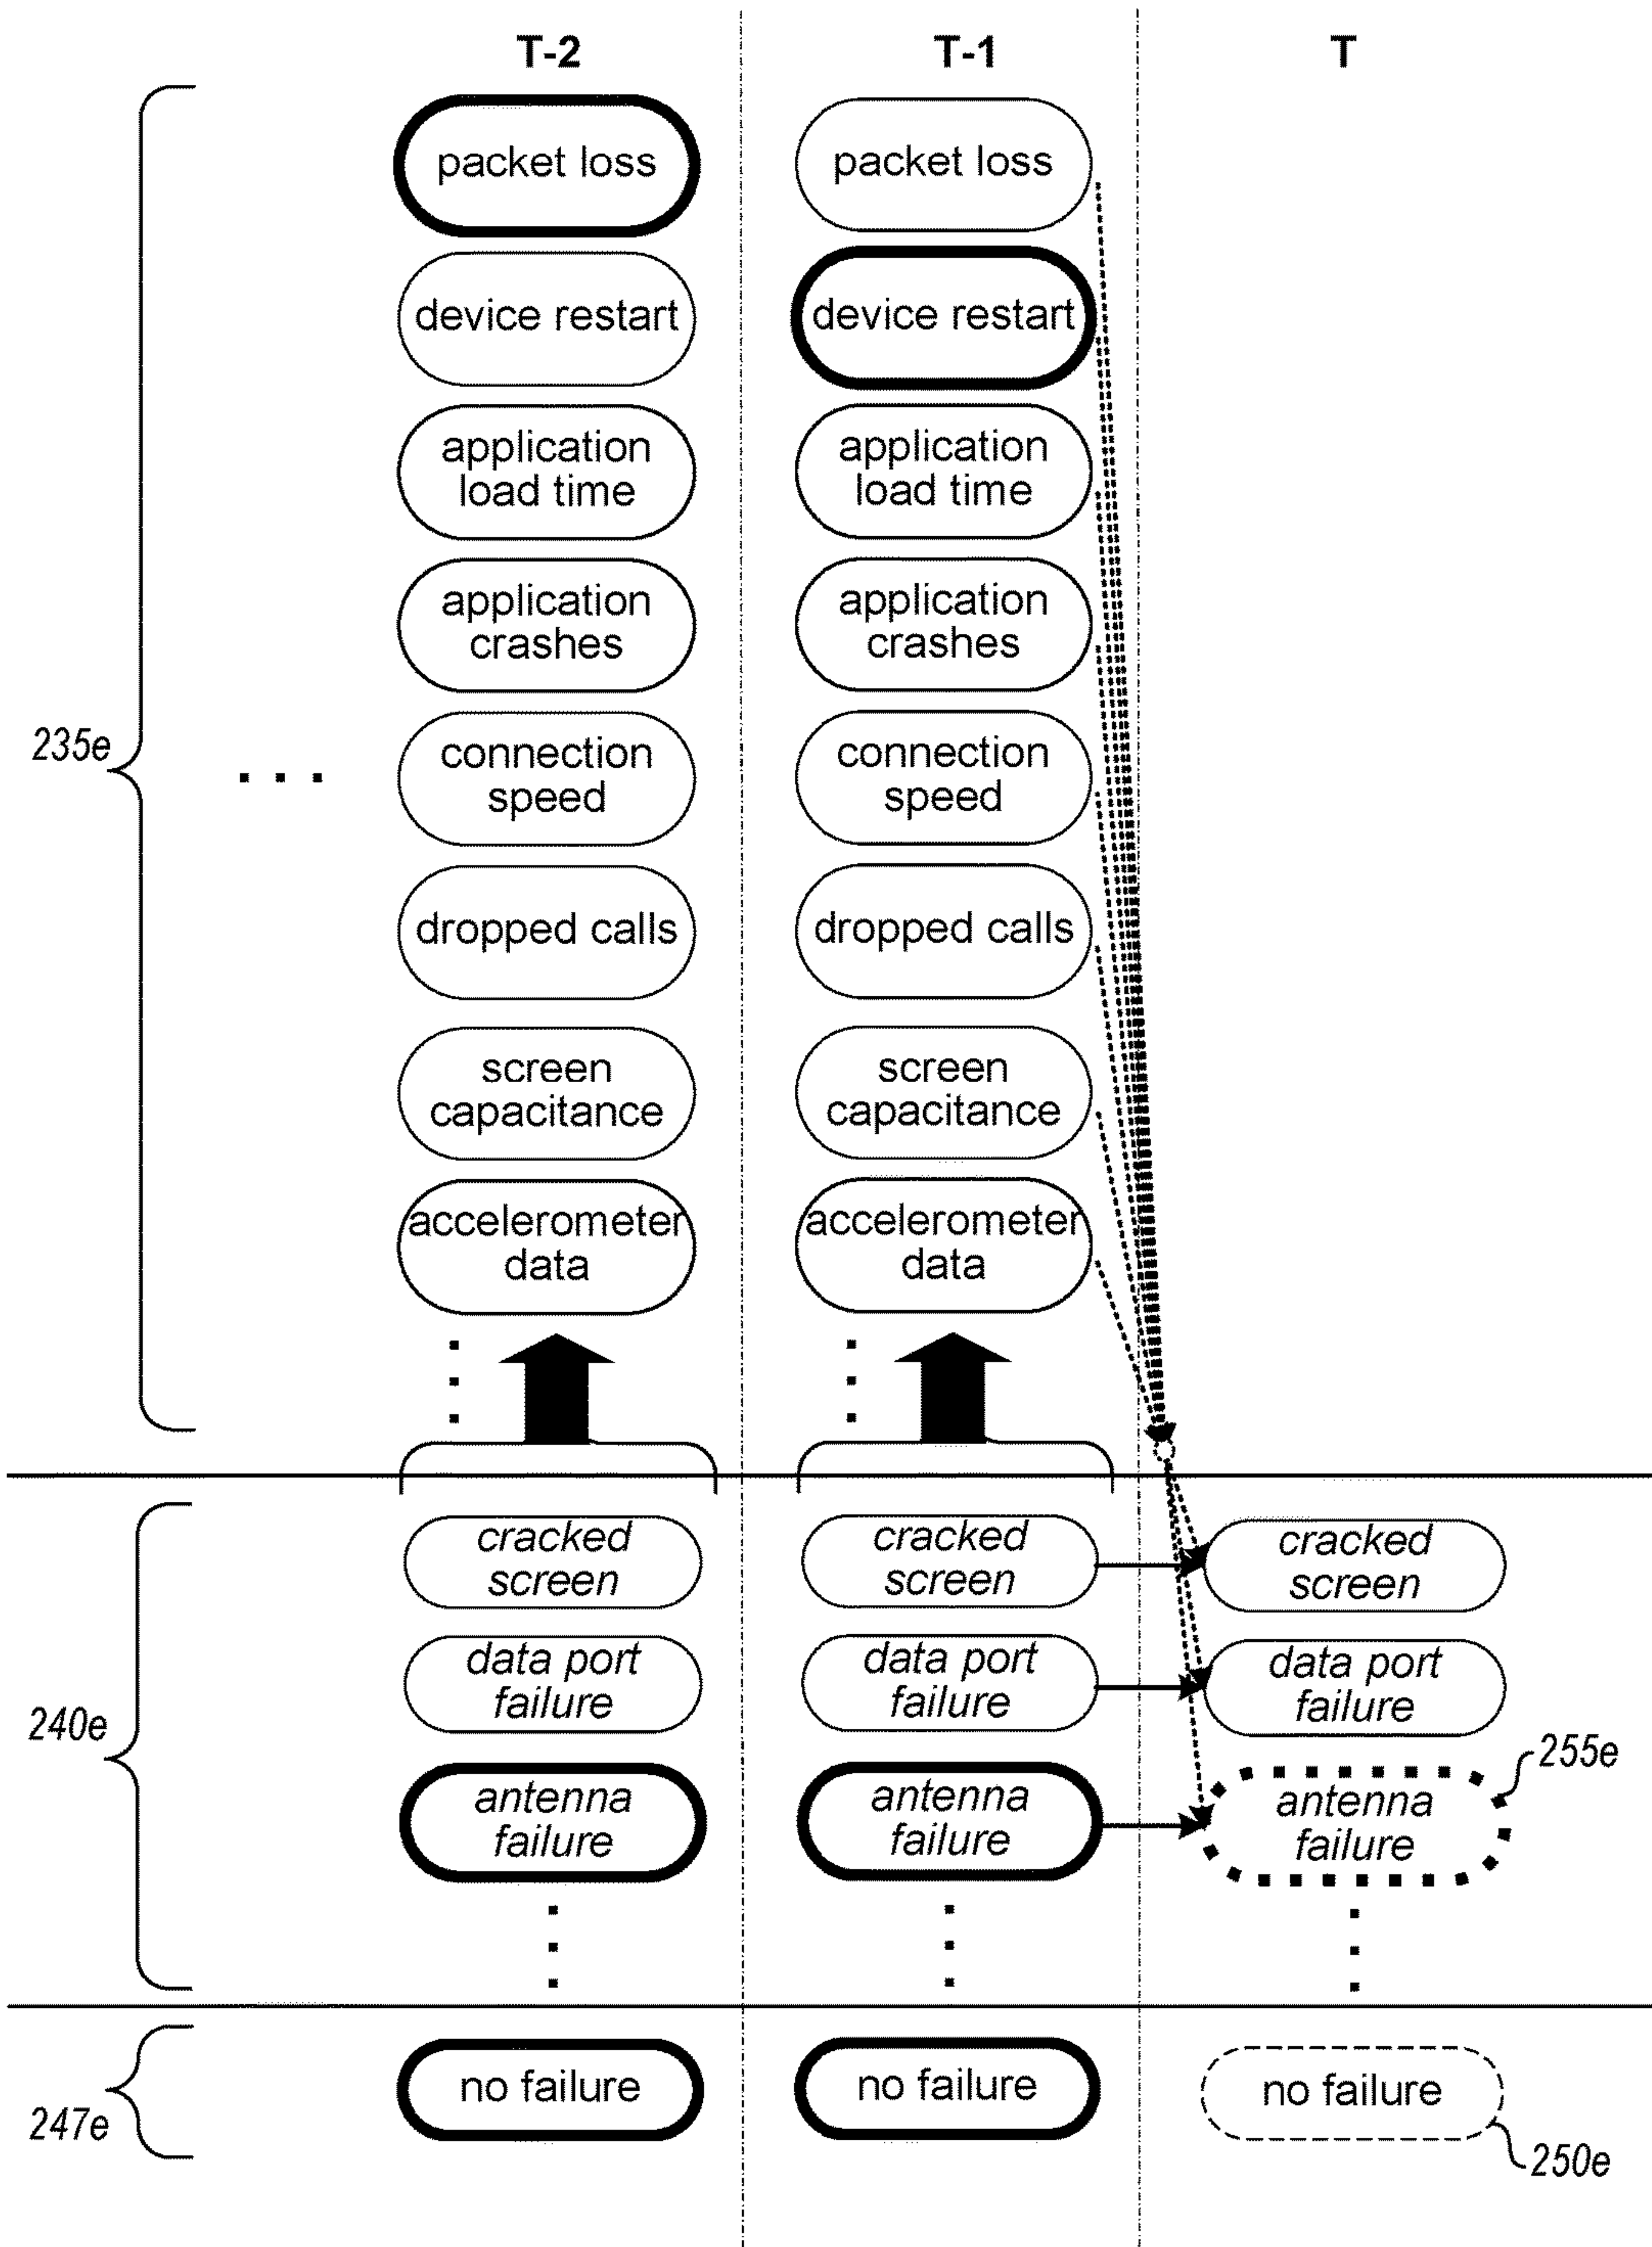 T-2
T-1
T
packet loss
packet loss
device restart
device restart
application
load time
application
load time
application
crashes
application
crashes
235e
connection
speed
connection
speed
dropped calls
dropped calls
screen
capacitance
screen
capacitance
accelerometer
data
accelerometer
data
240e
cracked
screen
cracked
screen
cracked
screen
data port
failure
data port
failure
data port
failure
antenna
failure
antenna
failure
antenna
failure
255e
247e
no failure
no failure
no failure
250e